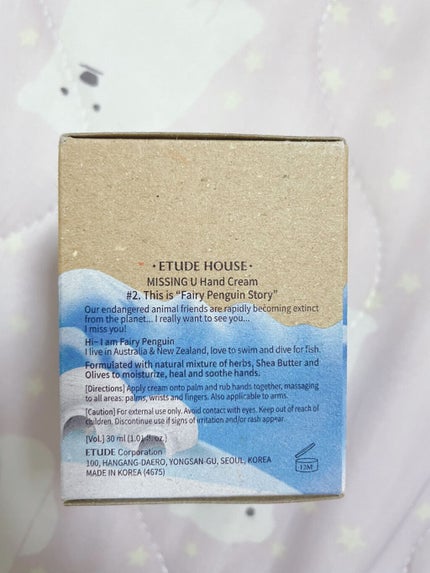 ·ETUDE HOUSE·
MISSING U Hand Cream
#2. This is “Fairy Penguin Story”
Our endangered animal friends are rapidly becoming extinct
from the planet... I really want to see you...
I miss you!
Hi~ I am Fairy Penguin
I live in Australia & New Zealand, love to swim and dive for fish.
Formulated with natural mixture of herbs, Shea Butter and
Olives to moisturize, heal and soothe hands.
[Directions] Apply cream onto palm and rub hands together, massaging
to all areas: palms, wrists and fingers. Also applicable to arms.
[Caution] For external use only. Avoid contact with eyes. Keep out of reach of
children. Discontinue use if signs of irritation and/or rash appear.
[Vol.] 30 ml (1.01 fl. oz.)
ETUDE Corporation
100, HANGANG-DAERO, YONGSAN-GU, SEOUL, KOREA
MADE IN KOREA (4675)
12M